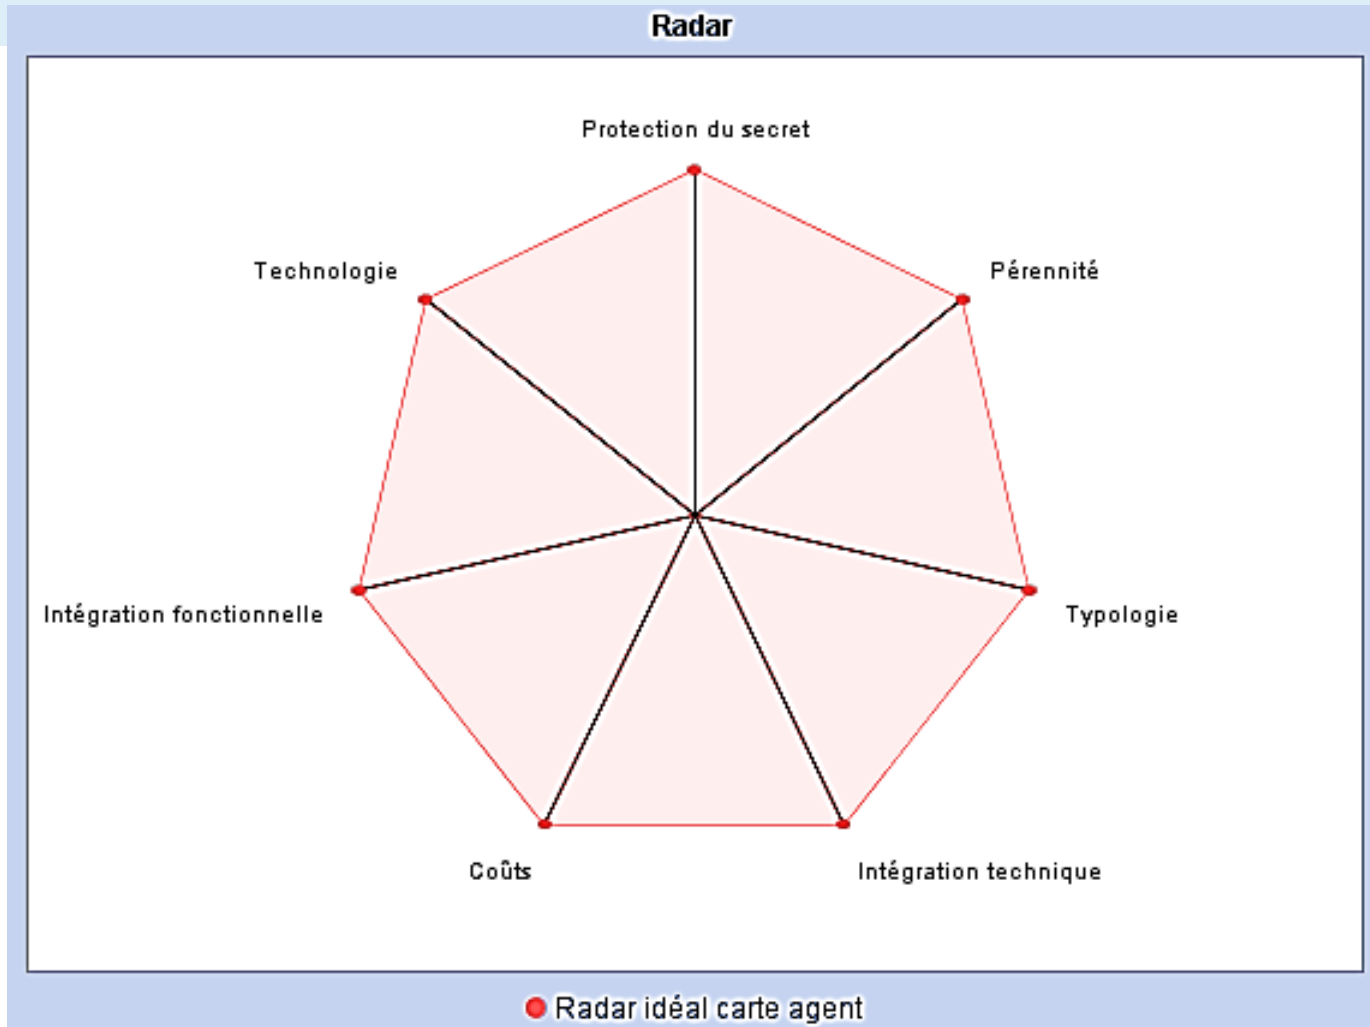 Radar
Protection du secret
Technologie
Pérennité
Intégration fonctionnelle
Typologie
Coûts
Intégration technique
Radar idéal carte agent